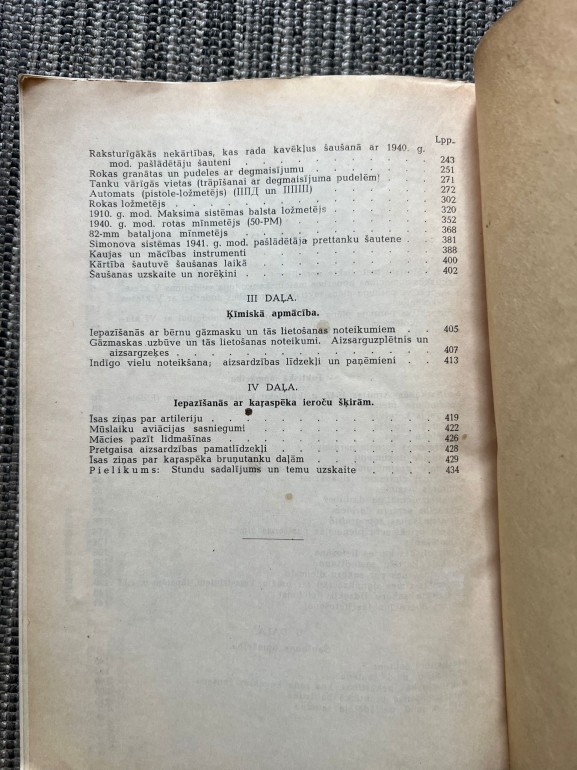 Lpp.
Raksturīgākās nekārtības, kas rada kavēkļus šaušanā ar 1940. g.
mod. pašlādētāju šauteni . . . . . . . . . . . 243
Rokas granātas un pudeles ar degmaisījumu . . . . . . 251
Tanku vārīgās vietas (trāpīšanai ar degmaisījuma pudelēm) . . 271
Automats (pistole-ložmetējs) (ППД un ППШ) . . . . . 272
Rokas ložmetējs . . . . . . . . . . . . . . 302
1910. g. mod. Maksima sistēmas balsta ložmetējs . . . . . 320
1940. g. mod. rotas mīnmetējs (50-PM) . . . . . . . 352
82-mm bataljona mīnmetējs . . . . . . . . . . . 368
Simonova sistēmas 1941. g. mod. pašlādētāja prettanku šautene . . 381
Kaujas un mācības instrumenti . . . . . . . . . . 388
Kārtība šautuvē šaušanas laikā . . . . . . . . . . 400
Šaušanas uzskaite un norēķini . . . . . . . . . . 402
III DAĻA.
Ķīmiskā apmācība.
Iepazīšanās ar bērnu gāzmasku un tās lietošanas noteikumiem . . 405
Gāzmaskas uzbūve un tās lietošanas noteikumi. Aizsarguzplētnis un
aizsargzeķes . . . . . . . . . . . . . . . 407
Indīgo vielu noteikšana; aizsardzības līdzekļi un paņēmieni . . 413
IV DAĻA.
Iepazīšanās ar kaŗaspēka ieroču šķirām.
Īsas ziņas par artileriju . . . . . . . . . . . . 419
Mūslaiku aviācijas sasniegumi . . . . . . . . . . 422
Mācies pazīt lidmašīnas . . . . . . . . . . . . 426
Pretgaisa aizsardzības pamatlīdzekļi . . . . . . . . 428
Īsas ziņas par kaŗaspēka bruņutanku daļām . . . . . . 429
Pielikums: Stundu sadalījums un temu uzskaite . . . . 434